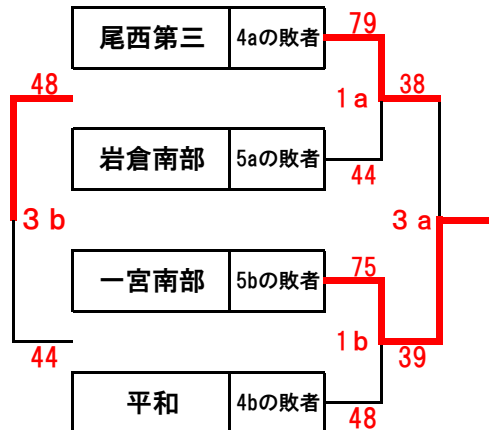 79
尾西第三 4aの敗者
48 38
1a
岩倉南部 5aの敗者
44
3b 3a
75
一宮南部 5bの敗者
1b
44 39
平和 4bの敗者
48